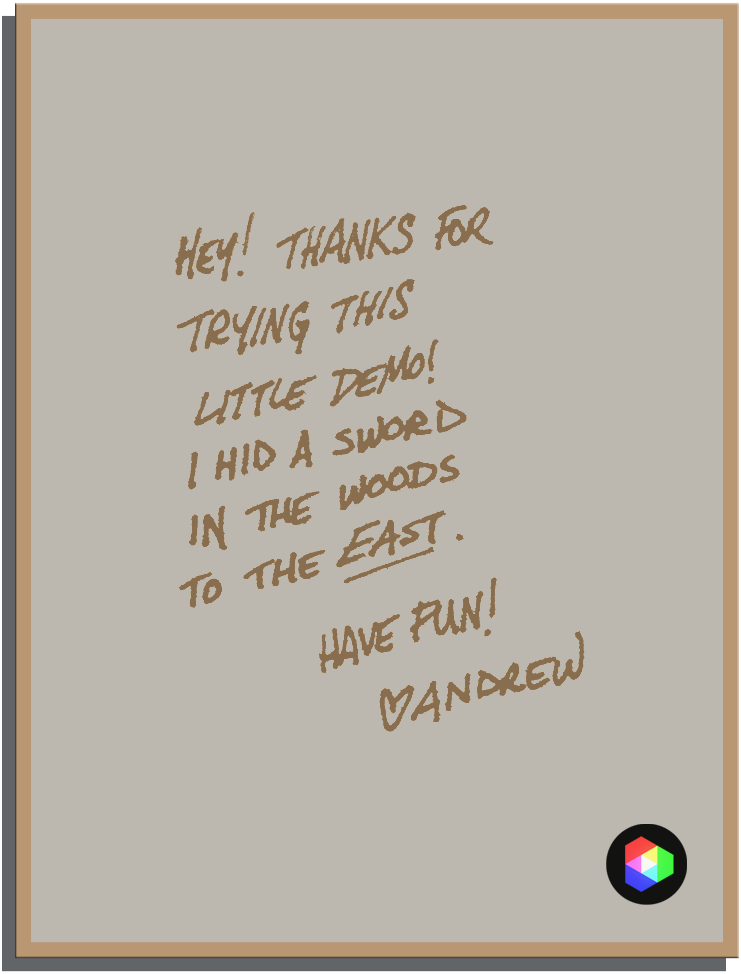 HEY! THANKS FOR
TRYING THIS
LITTLE DEMO!
I HID A SWORD
IN THE WOODS
TO THE EAST.
HAVE FUN!
♡ANDREW